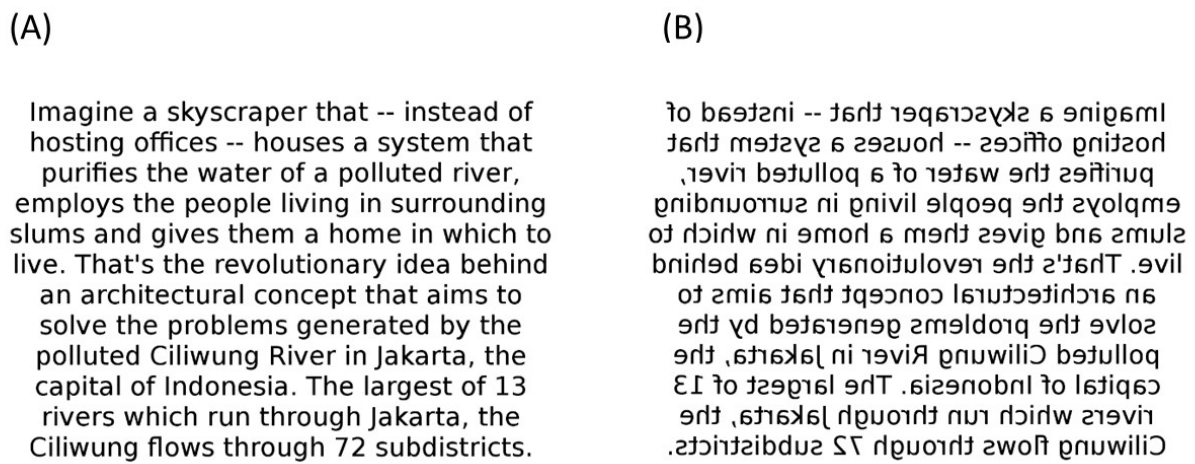 (A)
Imagine a skyscraper that -- instead of
hosting offices -- houses a system that
purifies the water of a polluted river,
employs the people living in surrounding
slums and gives them a home in which to
live. That's the revolutionary idea behind
an architectural concept that aims to
solve the problems generated by the
polluted Ciliwung River in Jakarta, the
capital of Indonesia. The largest of 13
rivers which run through Jakarta, the
Ciliwung flows through 72 subdistricts.
(B)
Imagine a skyscraper that -- instead of
hosting offices -- houses a system that
purifies the water of a polluted river,
employs the people living in surrounding
slums and gives them a home in which to
live. That's the revolutionary idea behind
an architectural concept that aims to
solve the problems generated by the
polluted Ciliwung River in Jakarta, the
capital of Indonesia. The largest of 13
rivers which run through Jakarta, the
Ciliwung flows through 72 subdistricts.